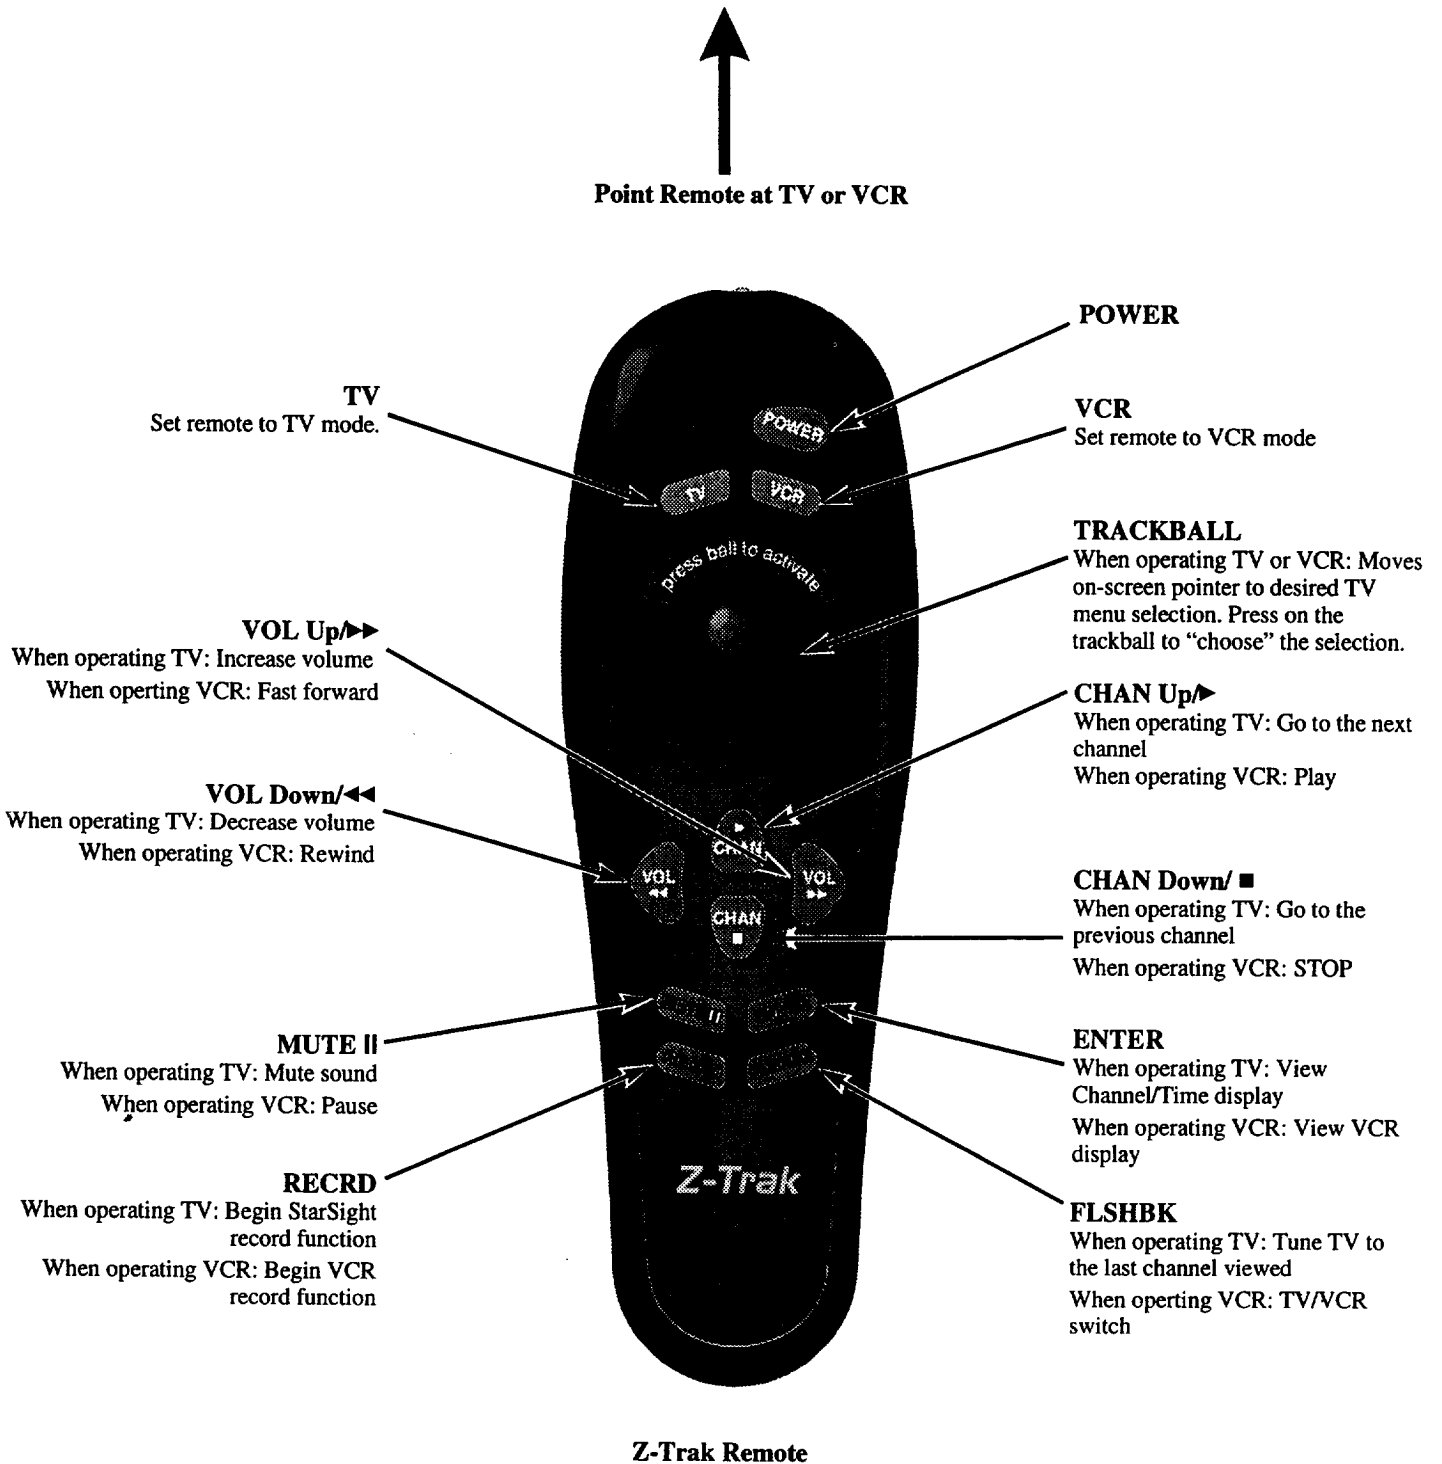 Point Remote at TV or VCR
POWER
TV
Set remote to TV mode.
VCR
Set remote to VCR mode
TRACKBALL
When operating TV or VCR: Moves
on-screen pointer to desired TV
menu selection. Press on the
trackball to “choose” the selection.
VOL Up/▶▶
When operating TV: Increase volume
When operting VCR: Fast forward
CHAN Up/▶
When operating TV: Go to the next
channel
When operating VCR: Play
VOL Down/◀◀
When operating TV: Decrease volume
When operating VCR: Rewind
CHAN Down/ ■
When operating TV: Go to the
previous channel
When operating VCR: STOP
MUTE II
When operating TV: Mute sound
When operating VCR: Pause
ENTER
When operating TV: View
Channel/Time display
When operating VCR: View VCR
display
RECRD
When operating TV: Begin StarSight
record function
When operating VCR: Begin VCR
record function
FLSHBK
When operating TV: Tune TV to
the last channel viewed
When operting VCR: TV/VCR
switch
POWER
TV
VCR
press ball to activate
▶
CHAN
VOL
◀◀
VOL
▶▶
CHAN
■
II
Z-Trak
Z-Trak Remote